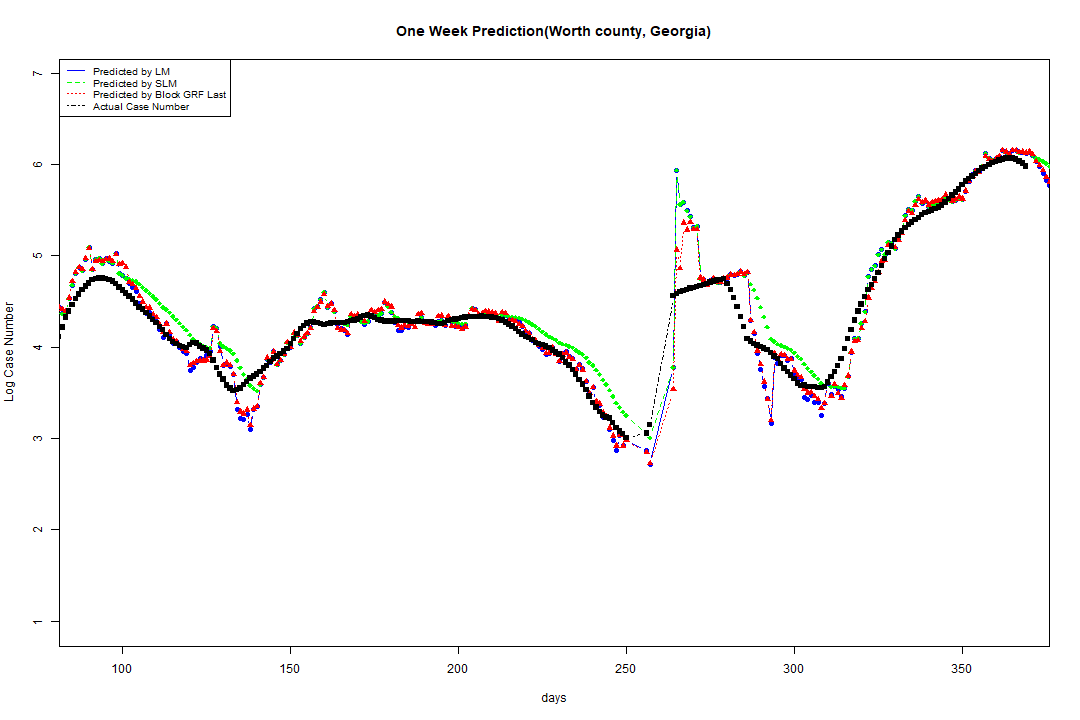 One Week Prediction(Worth county, Georgia)
Predicted by LM
Predicted by SLM
Predicted by Block GRF Last
Actual Case Number
7
6
5
4
3
2
1
Log Case Number
100 150 200 250 300 350
days